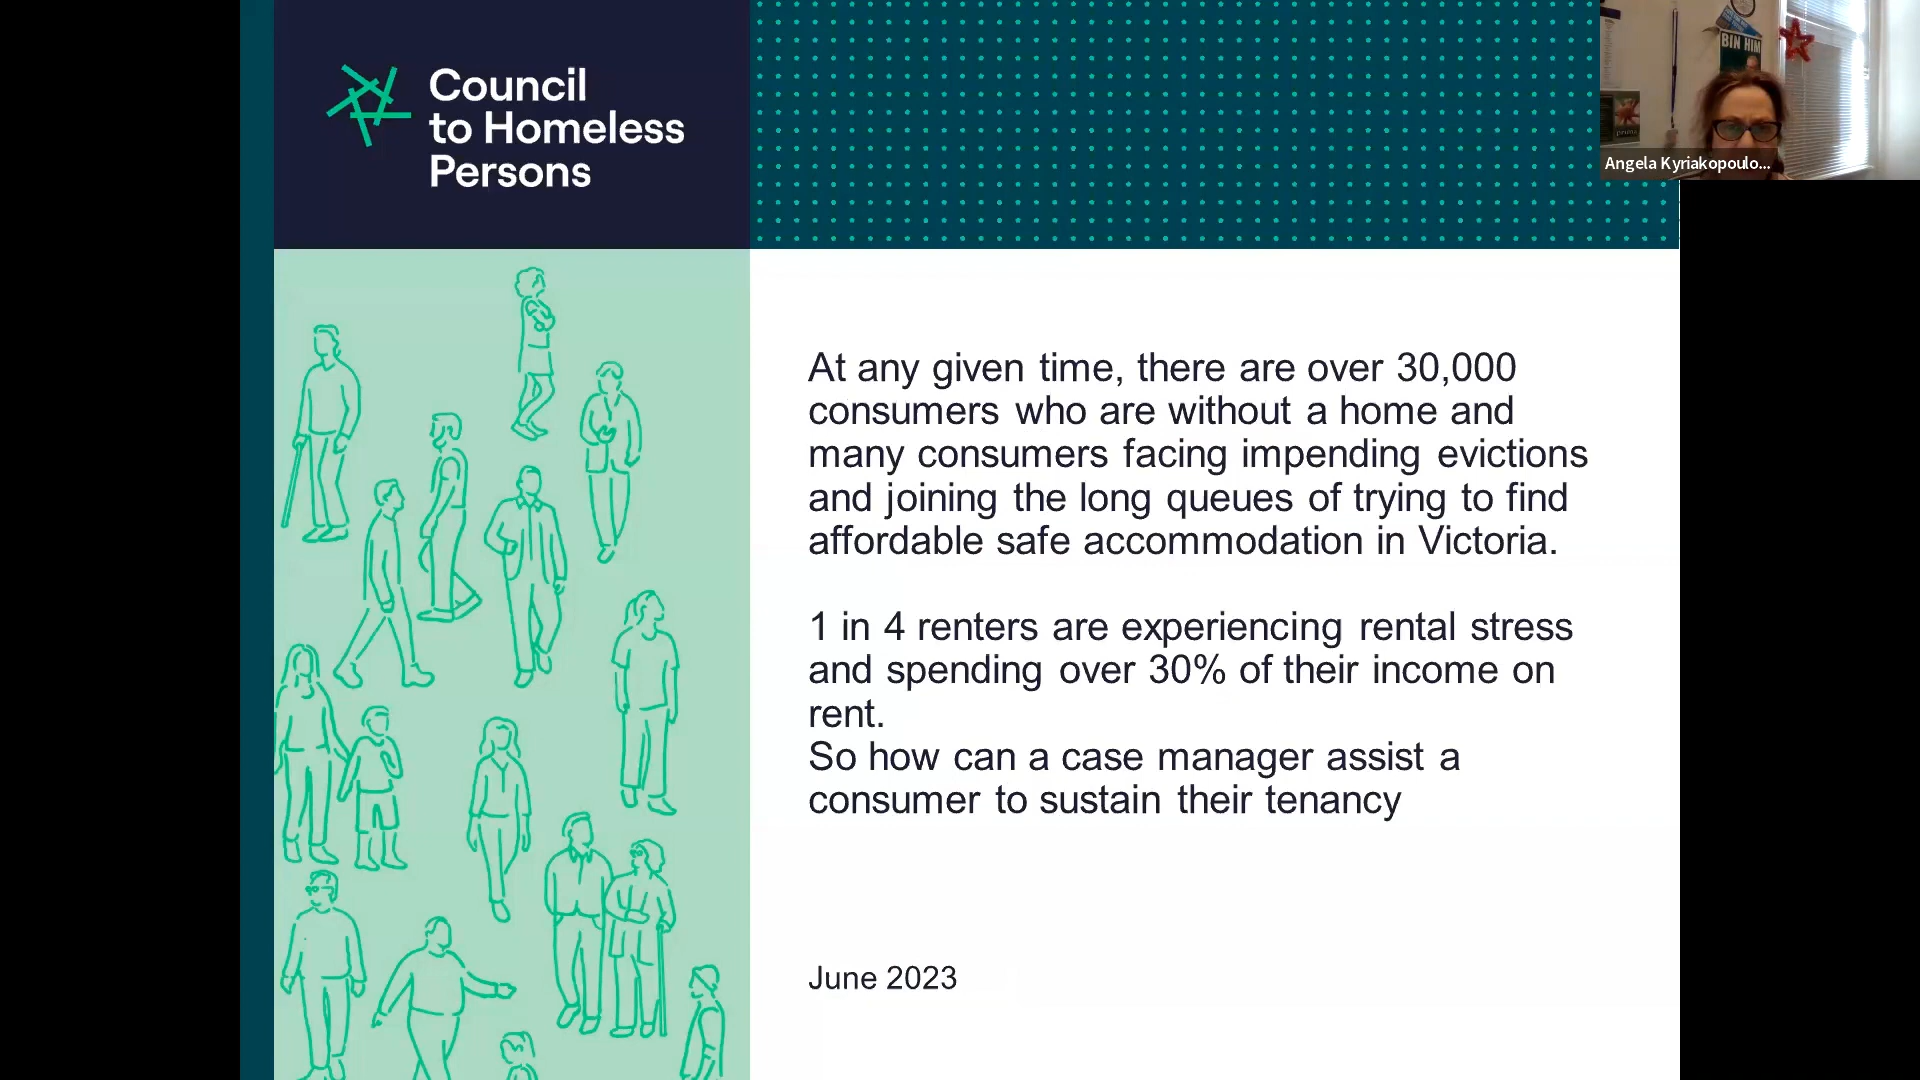 Council
to Homeless
Persons
BIN HIM
prima
Angela Kyriakopoulo...
At any given time, there are over 30,000
consumers who are without a home and
many consumers facing impending evictions
and joining the long queues of trying to find
affordable safe accommodation in Victoria.
1 in 4 renters are experiencing rental stress
and spending over 30% of their income on
rent.
So how can a case manager assist a
consumer to sustain their tenancy
June 2023